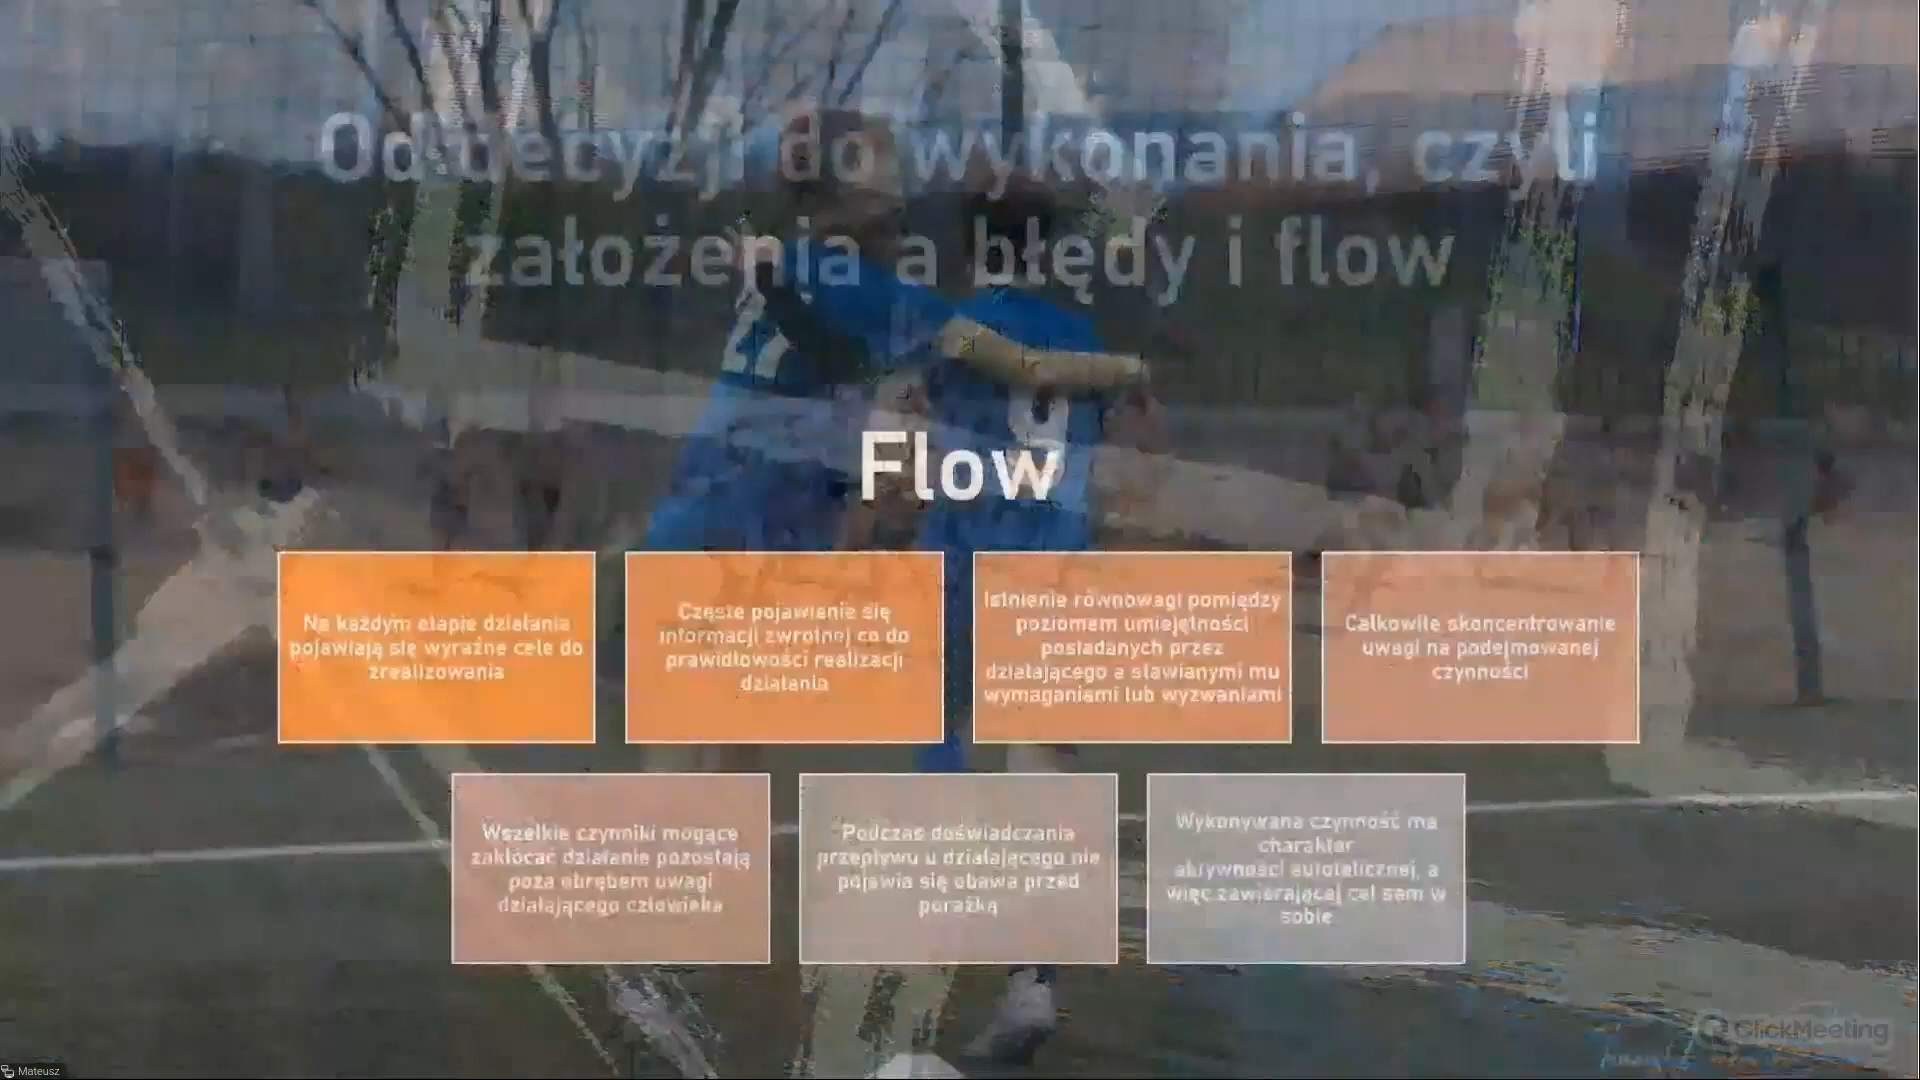 Od decyzji do wykonania, czyli
założenia a błędy i flow
Flow
Na każdym etapie działania
pojawiają się wyraźne cele do
zrealizowania
Częste pojawianie się
informacji zwrotnej co do
prawidłowości realizacji
działania
Istnienie równowagi pomiędzy
poziomem umiejętności
posiadanych przez
działającego a stawianymi mu
wymaganiami lub wyzwaniami
Całkowite skoncentrowanie
uwagi na podejmowanej
czynności
Wszelkie czynniki mogące
zakłócać działanie pozostają
poza obrębem uwagi
działającego człowieka
Podczas doświadczania
przepływu u działającego nie
pojawia się obawa przed
porażką
Wykonywana czynność ma
charakter
aktywności autotelicznej, a
więc zawierającej cel sam w
sobie
ClickMeeting
Mateusz